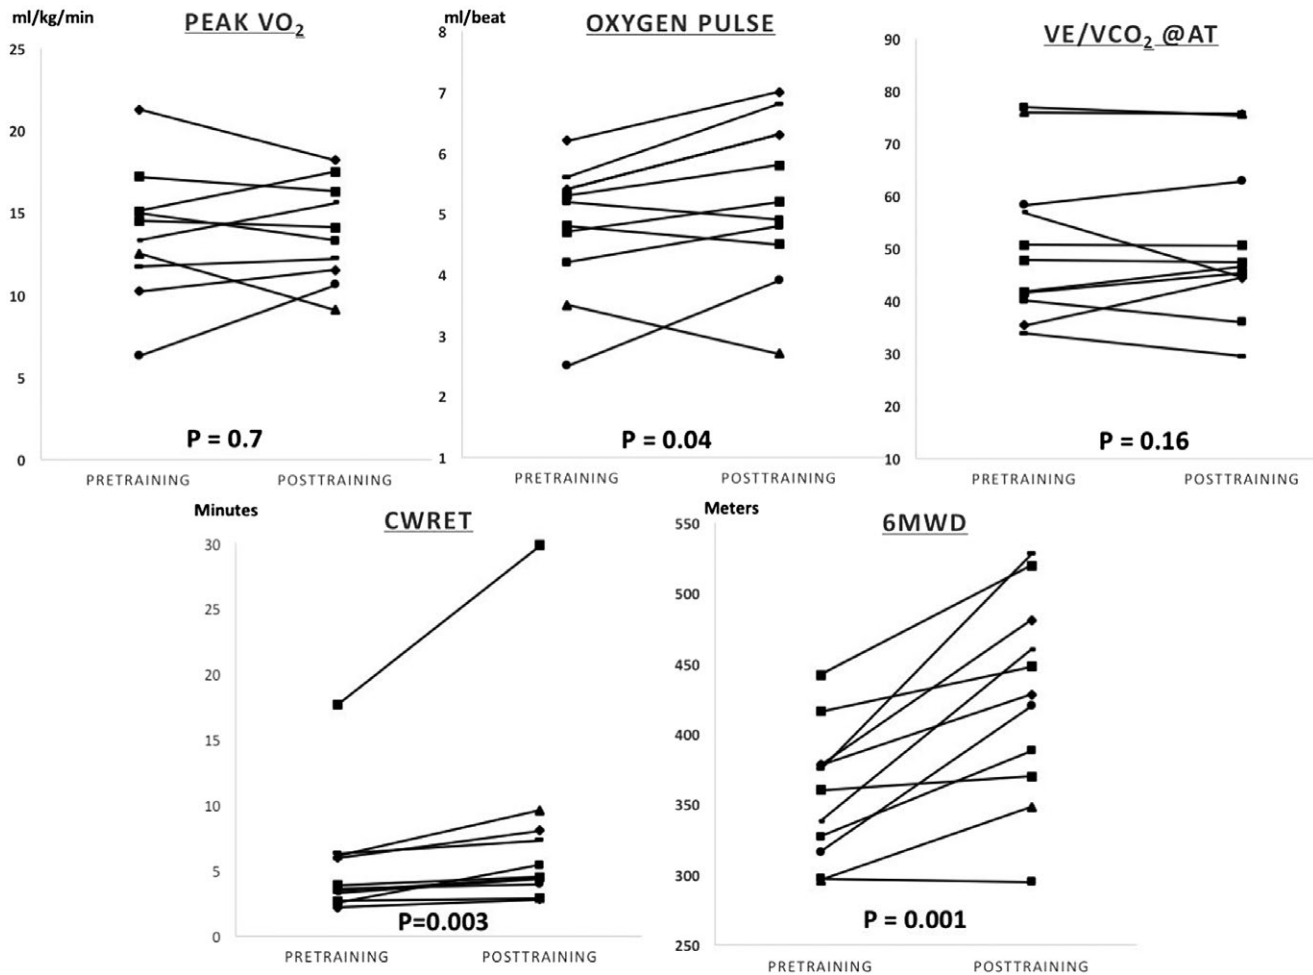 ml/kg/min
PEAK VO2
25
20
15
10
5
0
P = 0.7
PRETRAINING POSTTRAINING
ml/beat
OXYGEN PULSE
8
7
6
5
4
3
2
1
P = 0.04
PRETRAINING POSTTRAINING
VE/VCO2 @AT
90
80
70
60
50
40
30
20
10
P = 0.16
PRETRAINING POSTTRAINING
Minutes
CWRET
30
25
20
15
10
5
0
P=0.003
PRETRAINING POSTTRAINING
Meters
6MWD
550
500
450
400
350
300
250
P = 0.001
PRETRAINING POSTTRAINING